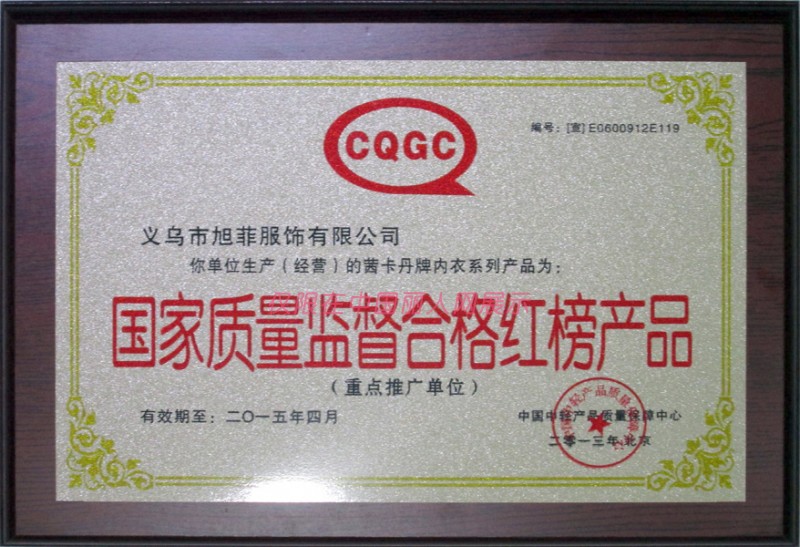 CQGC
编号：[壹] E0600912E119
义乌市旭菲服饰有限公司
你单位生产（经营）的茜卡丹牌内衣系列产品为：
国家质量监督合格红榜产品
（重点推广单位）
有效期至：二〇一五年四月
中国中轻产品质量保障中心
二零一三年·北京